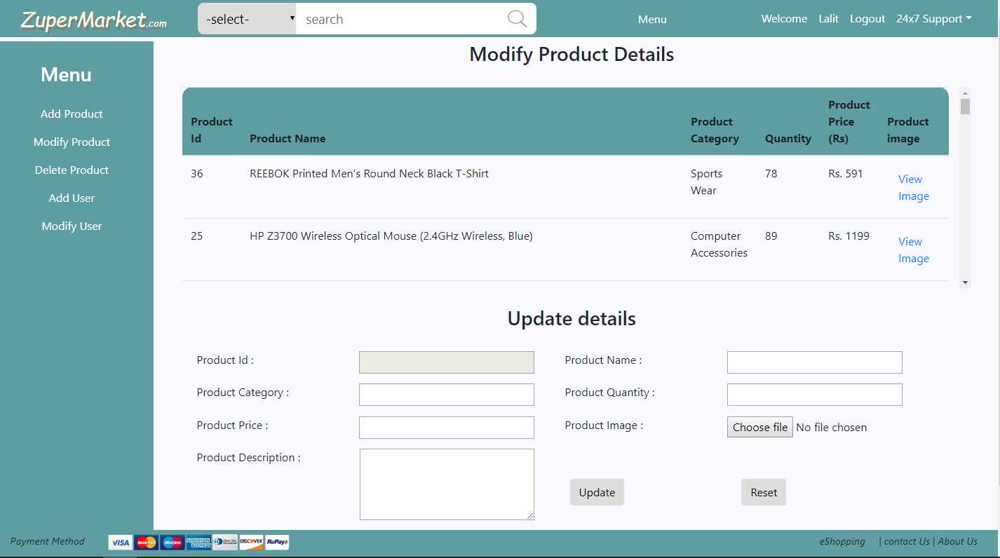 ZuperMarket.com
-select-
search
Menu
Welcome Lalit Logout 24x7 Support
Menu
Add Product
Modify Product
Delete Product
Add User
Modify User
Modify Product Details
Product Id
Product Name
Product Category
Quantity
Product Price (Rs)
Product image
36
REEBOK Printed Men's Round Neck Black T-Shirt
Sports Wear
78
Rs. 591
View Image
25
HP Z3700 Wireless Optical Mouse (2.4GHz Wireless, Blue)
Computer Accessories
89
Rs. 1199
View Image
Update details
Product Id :
Product Name :
Product Category :
Product Quantity :
Product Price :
Product Image :
Choose file No file chosen
Product Description :
Update
Reset
Payment Method
VISA
MasterCard
Maestro
AMERICAN EXPRESS
DISCOVER
RuPay
eShopping | contact Us | About Us